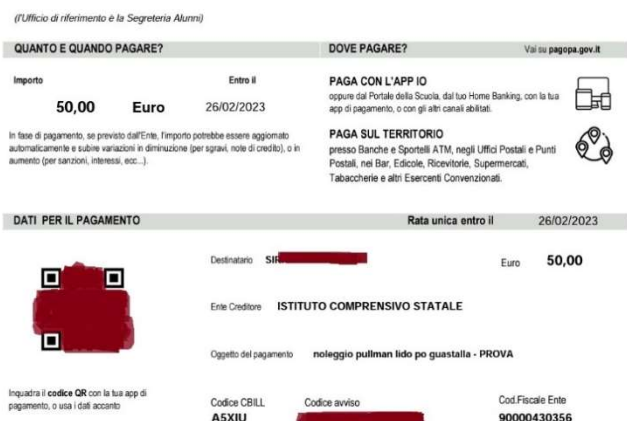 (l'Ufficio di riferimento è la Segreteria Alunni)
QUANTO E QUANDO PAGARE?
DOVE PAGARE? Vai su pagopa.gov.it
Importo Entro il
50,00 Euro 26/02/2023
In fase di pagamento, se previsto dall'Ente, l'importo potrebbe essere aggiornato
automaticamente e subire variazioni in diminuzione (per sgravi, note di credito), o in
aumento (per sanzioni, interessi, ecc...).
PAGA CON L'APP IO
oppure dal Portale della Scuola, dal tuo Home Banking, con la tua
app di pagamento, o con gli altri canali abilitati.
PAGA SUL TERRITORIO
presso Banche e Sportelli ATM, negli Uffici Postali e Punti
Postali, nei Bar, Edicole, Ricevitorie, Supermercati,
Tabaccherie e altri Esercenti Convenzionati.
DATI PER IL PAGAMENTO Rata unica entro il 26/02/2023
Destinatario Euro 50,00
Ente Creditore ISTITUTO COMPRENSIVO STATALE
Oggetto del pagamento noleggio pullman lido po guastalla - PROVA
Inquadra il codice QR con la tua app di
pagamento, o usa i dati accanto
Codice CBILL Codice avviso Cod.Fiscale Ente
A5XIU 90000430356